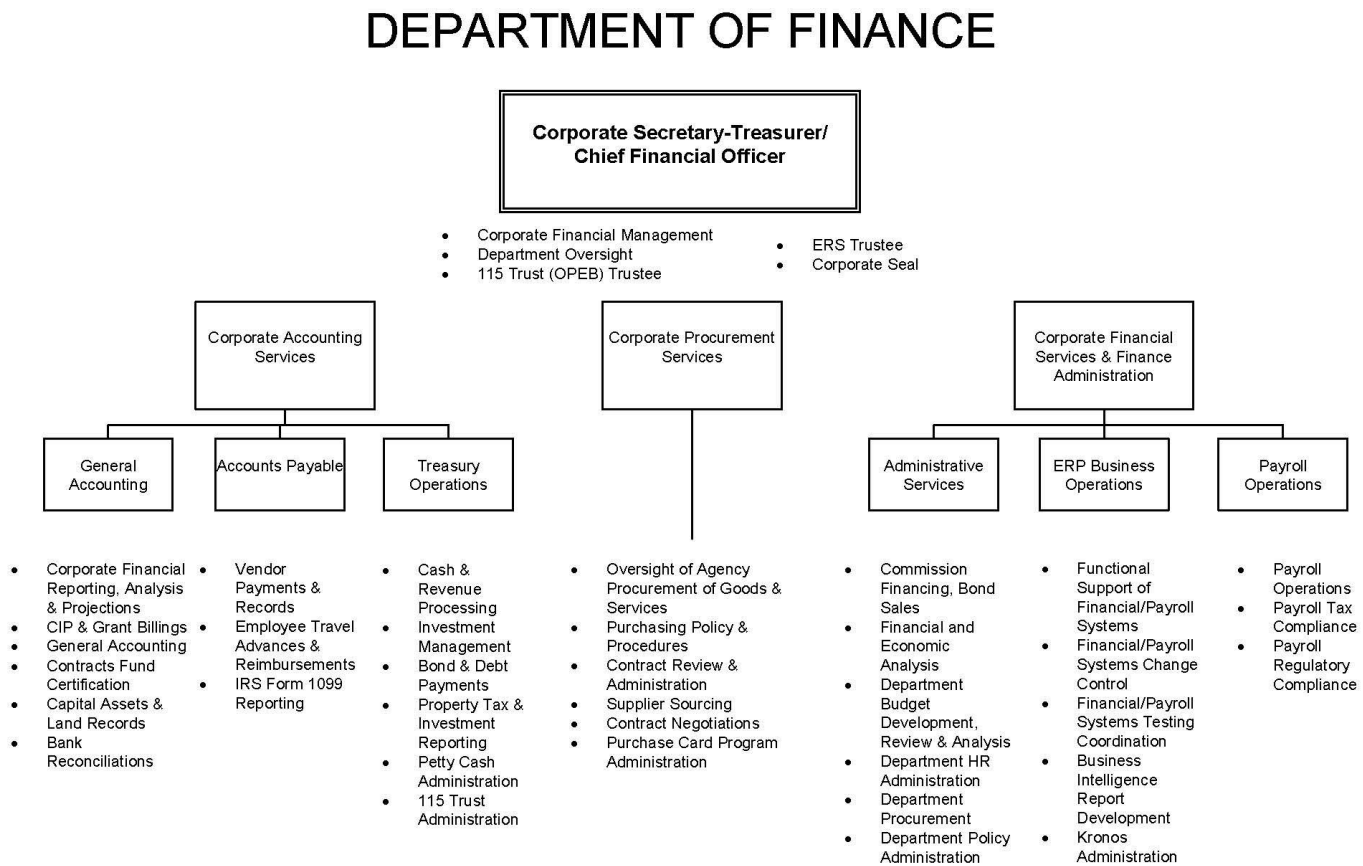 DEPARTMENT OF FINANCE
Corporate Secretary-Treasurer/
Chief Financial Officer
• Corporate Financial Management
• Department Oversight
• 115 Trust (OPEB) Trustee
• ERS Trustee
• Corporate Seal
Corporate Accounting
Services
Corporate Procurement
Services
Corporate Financial
Services & Finance
Administration
General
Accounting
Accounts Payable
Treasury
Operations
Administrative
Services
ERP Business
Operations
Payroll
Operations
• Corporate Financial
Reporting, Analysis
& Projections
• CIP & Grant Billings
• General Accounting
• Contracts Fund
Certification
• Capital Assets &
Land Records
• Bank
Reconciliations
• Vendor
Payments &
Records
• Employee Travel
Advances &
Reimbursements
• IRS Form 1099
Reporting
• Cash &
Revenue
Processing
• Investment
Management
• Bond & Debt
Payments
• Property Tax &
Investment
Reporting
• Petty Cash
Administration
• 115 Trust
Administration
• Oversight of Agency
Procurement of Goods &
Services
• Purchasing Policy &
Procedures
• Contract Review &
Administration
• Supplier Sourcing
• Contract Negotiations
• Purchase Card Program
Administration
• Commission
Financing, Bond
Sales
• Financial and
Economic
Analysis
• Department
Budget
Development,
Review & Analysis
• Department HR
Administration
• Department
Procurement
• Department Policy
Administration
• Functional
Support of
Financial/Payroll
Systems
• Financial/Payroll
Systems Change
Control
• Financial/Payroll
Systems Testing
Coordination
• Business
Intelligence
Report
Development
• Kronos
Administration
• Payroll
Operations
• Payroll Tax
Compliance
• Payroll
Regulatory
Compliance